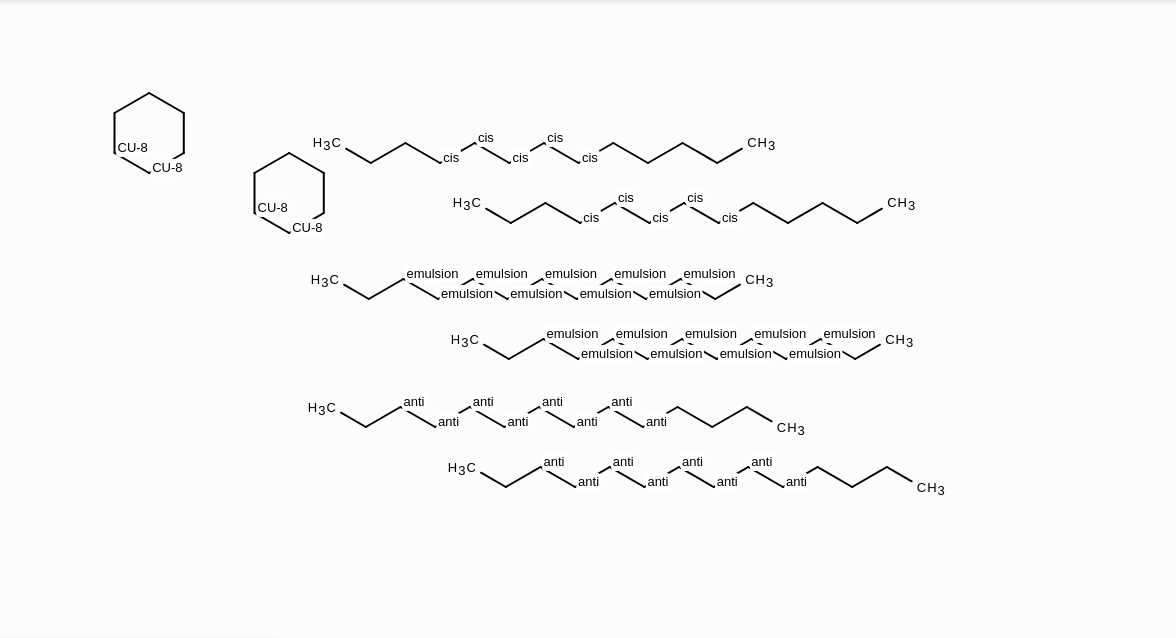 H3C cis cis CH3
CU-8 cis cis cis
CU-8
H3C cis cis CH3
CU-8 cis cis cis
CU-8
H3C emulsion emulsion emulsion emulsion emulsion CH3
emulsion emulsion emulsion emulsion
H3C emulsion emulsion emulsion emulsion emulsion CH3
emulsion emulsion emulsion emulsion
H3C anti anti anti anti
anti anti anti anti CH3
H3C anti anti anti anti
anti anti anti anti CH3